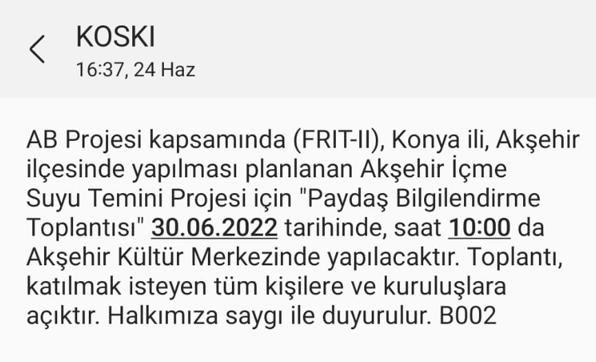 KOSKI
16:37, 24 Haz
AB Projesi kapsamında (FRIT-II), Konya ili, Akşehir
ilçesinde yapılması planlanan Akşehir İçme
Suyu Temini Projesi için "Paydaş Bilgilendirme
Toplantısı" 30.06.2022 tarihinde, saat 10:00 da
Akşehir Kültür Merkezinde yapılacaktır. Toplantı,
katılmak isteyen tüm kişilere ve kuruluşlara
açıktır. Halkımıza saygı ile duyurulur. B002